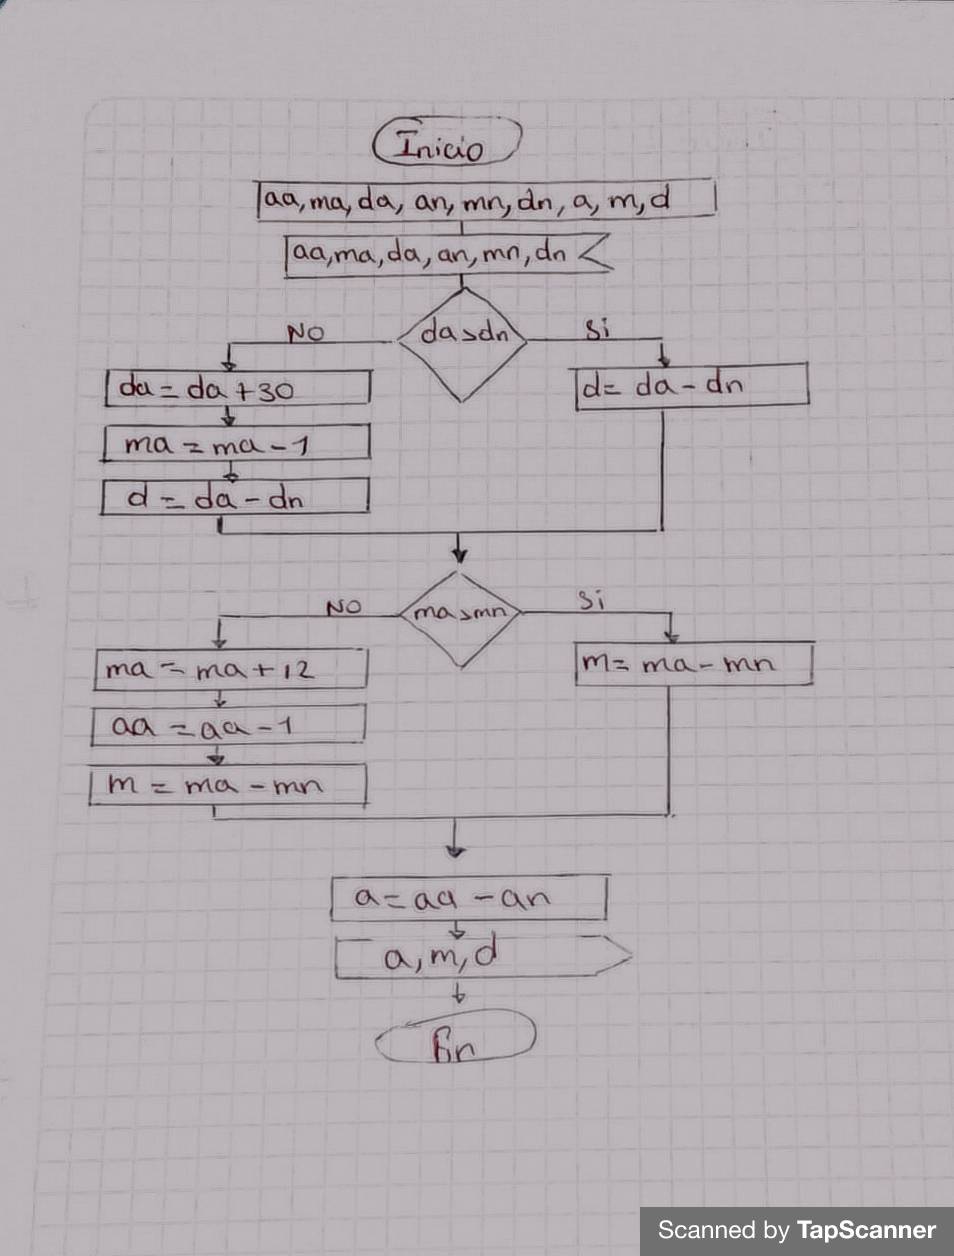 Inicio
aa, ma, da, an, mn, dn, a, m, d
aa, ma, da, an, mn, dn
da > dn
NO
Si
da = da + 30
d = da - dn
ma = ma - 1
d = da - dn
ma > mn
NO
Si
ma = ma + 12
m = ma - mn
aa = aa - 1
m = ma - mn
a = aa - an
a, m, d
Fin
Scanned by TapScanner